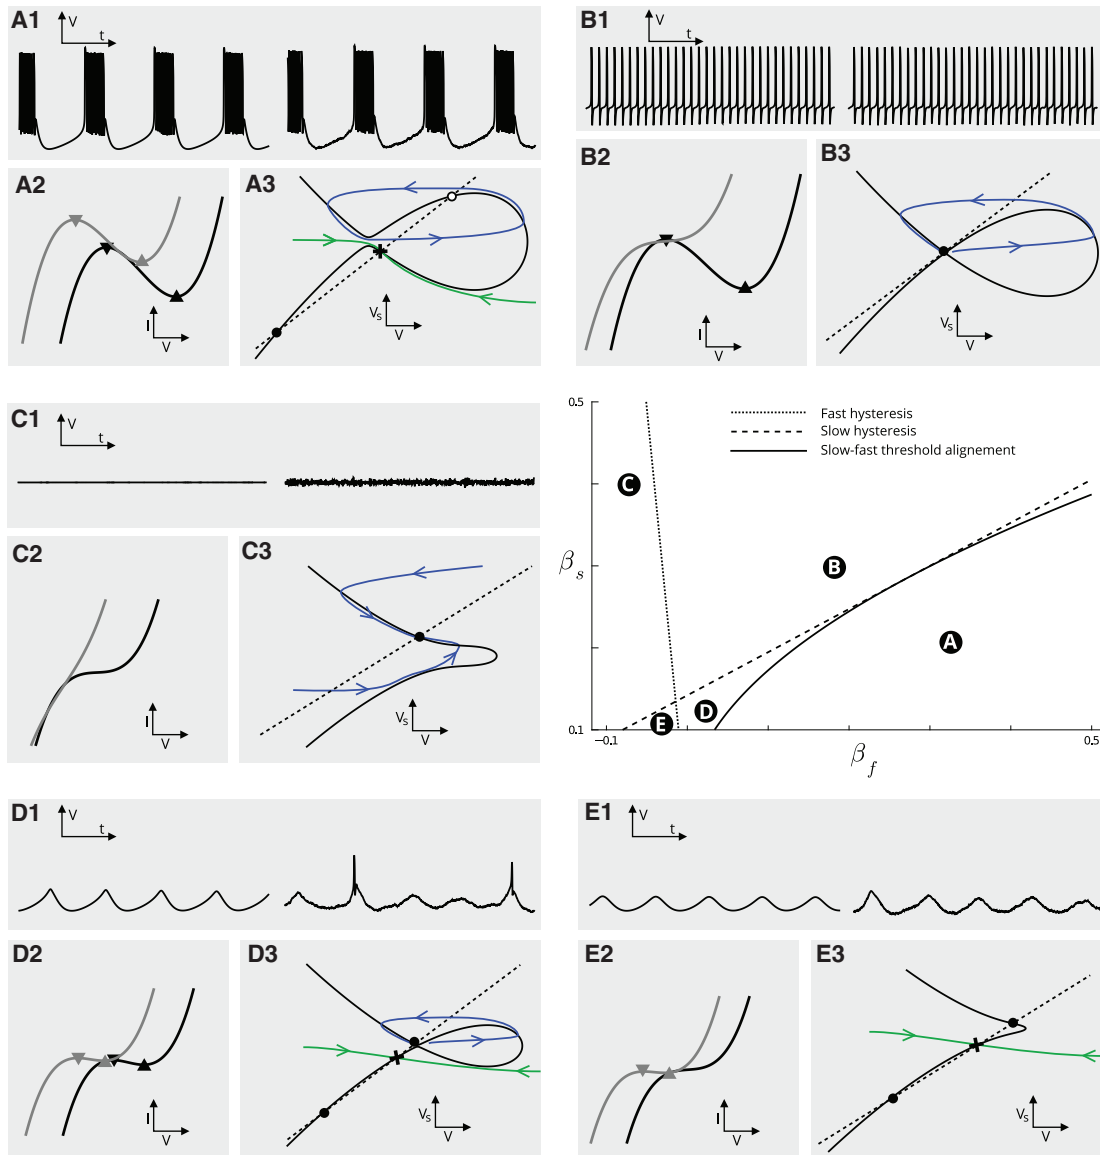 A1
V
t
B1
V
t
A2
I
V
A3
Vs
V
B2
I
V
B3
Vs
V
C1
V
t
C2
I
V
C3
Vs
V
0.5
Fast hysteresis
Slow hysteresis
Slow-fast threshold alignement
C
B
βs
A
D
E
0.1
−0.1
0.5
βf
D1
V
t
E1
V
t
D2
I
V
D3
Vs
V
E2
I
V
E3
Vs
V